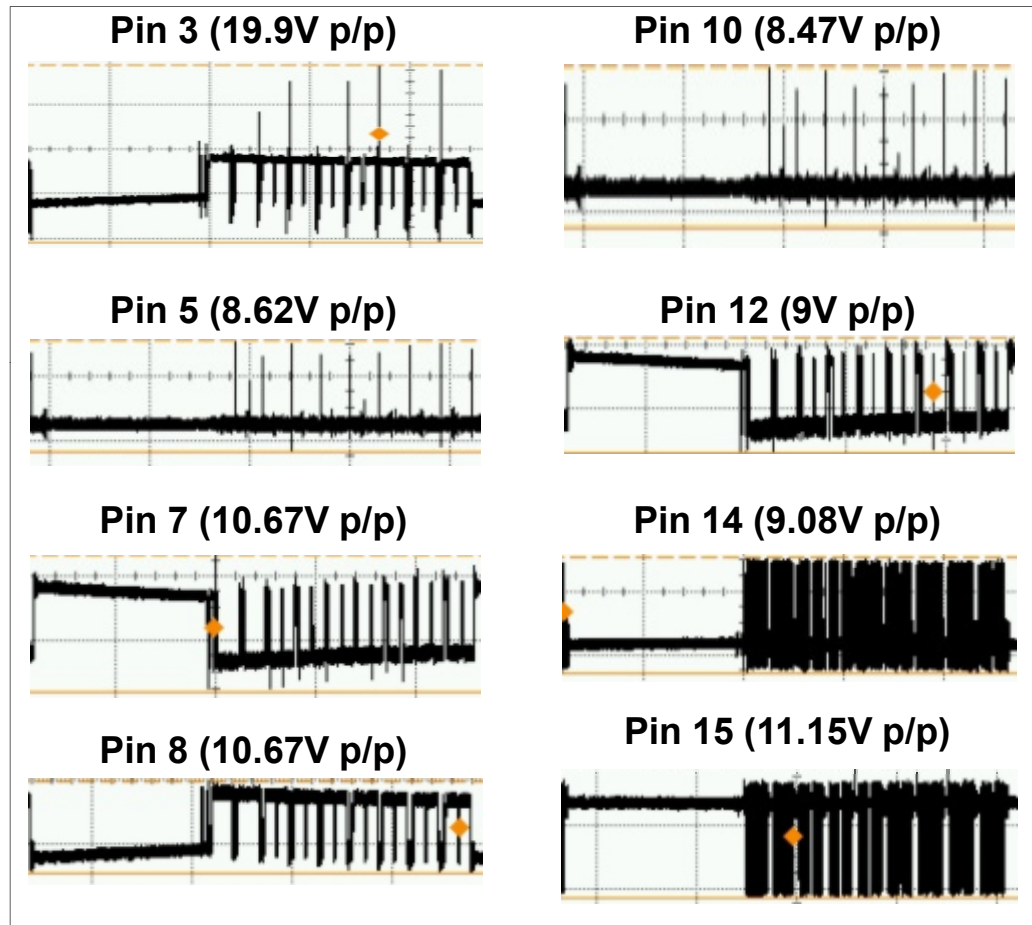 Pin 3 (19.9V p/p)
Pin 10 (8.47V p/p)
Pin 5 (8.62V p/p)
Pin 12 (9V p/p)
Pin 7 (10.67V p/p)
Pin 14 (9.08V p/p)
Pin 8 (10.67V p/p)
Pin 15 (11.15V p/p)